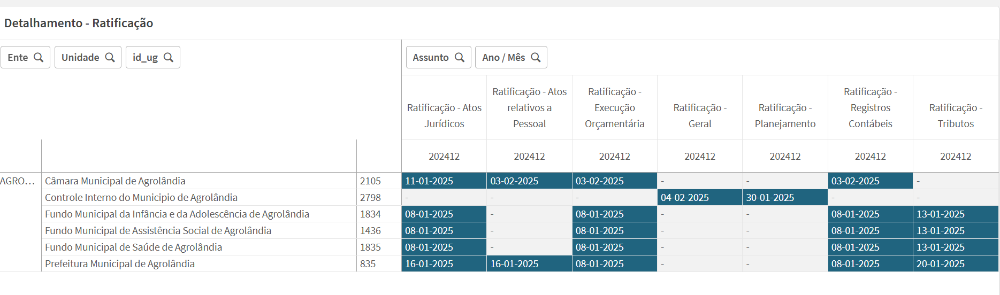 Detalhamento - Ratificação
Ente Unidade id_ug Assunto Ano / Mês
Ratificação - Atos Jurídicos
Ratificação - Atos relativos a Pessoal
Ratificação - Execução Orçamentária
Ratificação - Geral
Ratificação - Planejamento
Ratificação - Registros Contábeis
Ratificação - Tributos
202412 202412 202412 202412 202412 202412 202412
AGRO... Câmara Municipal de Agrolândia 2105 11-01-2025 03-02-2025 03-02-2025 - - 03-02-2025 -
Controle Interno do Municipio de Agrolândia 2798 - - - 04-02-2025 30-01-2025 - -
Fundo Municipal da Infância e da Adolescência de Agrolândia 1834 08-01-2025 - 08-01-2025 - - 08-01-2025 13-01-2025
Fundo Municipal de Assistência Social de Agrolândia 1436 08-01-2025 - 08-01-2025 - - 08-01-2025 13-01-2025
Fundo Municipal de Saúde de Agrolândia 1835 08-01-2025 - 08-01-2025 - - 08-01-2025 13-01-2025
Prefeitura Municipal de Agrolândia 835 16-01-2025 16-01-2025 08-01-2025 - - 08-01-2025 20-01-2025